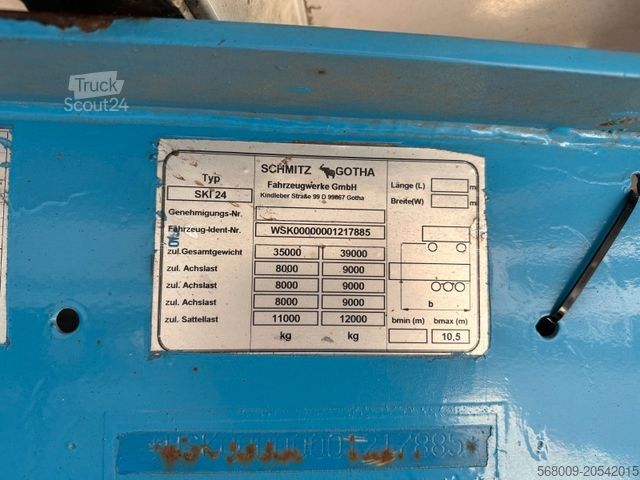 Truck
Scout24
SCHMITZ GOTHA
Fahrzeugwerke GmbH
Kindleber Straße 99 D 99867 Gotha
Typ
SKI 24
Länge (L) m
Breite(W) m
Genehmigungs-Nr.
Fahrzeug-Ident-Nr. WSK00000001217885
zul.Gesamtgewicht 35000 39000
zul. Achslast 8000 9000
zul. Achslast 8000 9000
zul. Achslast 8000 9000
zul. Sattellast 11000 12000
kg kg
b
bmin (m) bmax (m)
10,5
568009-20542015